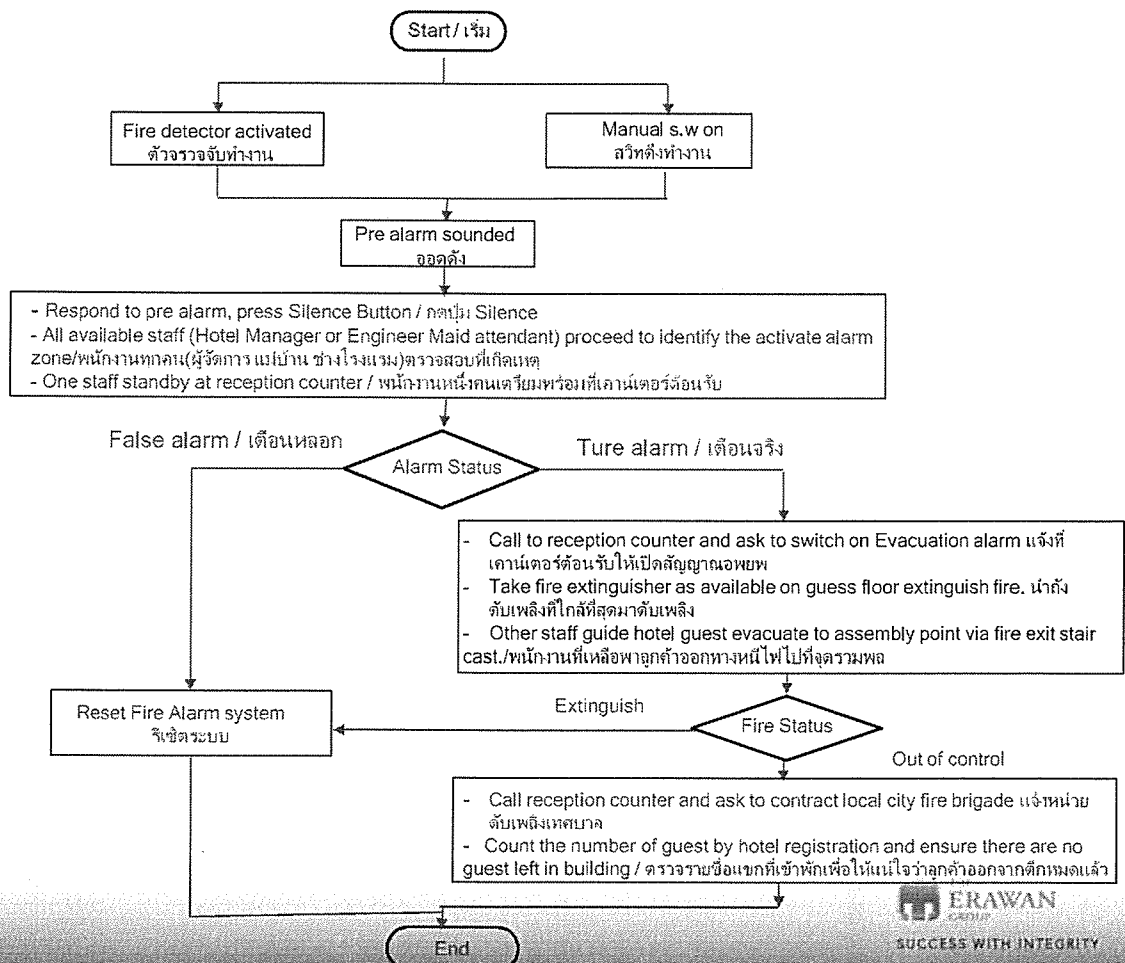 Start / เริ่ม
Fire detector activated
ตัวจรวจจับทำงาน
Manual s.w on
สวิทดึงทำงาน
Pre alarm sounded
ออดดัง
- Respond to pre alarm, press Silence Button / กดปุ่ม Silence
- All available staff (Hotel Manager or Engineer Maid attendant) proceed to identify the activate alarm
zone/พนักงานทุกคน(ผู้จัดการ แม่บ้าน ช่างโรงแรม)ตรวจสอบที่เกิดเหตุ
- One staff standby at reception counter / พนักงานหนึ่งคนเตรียมพร้อมที่เคาน์เตอร์ต้อนรับ
False alarm / เตือนหลอก
Ture alarm / เตือนจริง
Alarm Status
- Call to reception counter and ask to switch on Evacuation alarm แจ้งที่
เคาน์เตอร์ต้อนรับให้เปิดสัญญาณอพยพ
- Take fire extinguisher as available on guess floor extinguish fire. นำถัง
ดับเพลิงที่ใกล้ที่สุดมาดับเพลิง
- Other staff guide hotel guest evacuate to assembly point via fire exit stair
cast./พนักงานที่เหลือพาลูกค้าออกทางหนีไฟไปที่จุดรวมพล
Reset Fire Alarm system
รีเซ็ตระบบ
Extinguish
Fire Status
Out of control
- Call reception counter and ask to contract local city fire brigade แจ้งหน่วย
ดับเพลิงเทศบาล
- Count the number of guest by hotel registration and ensure there are no
guest left in building / ตรวจรายชื่อแขกที่เข้าพักเพื่อให้แน่ใจว่าลูกค้าออกจากตึกหมดแล้ว
End
ERAWAN
GROUP
SUCCESS WITH INTEGRITY